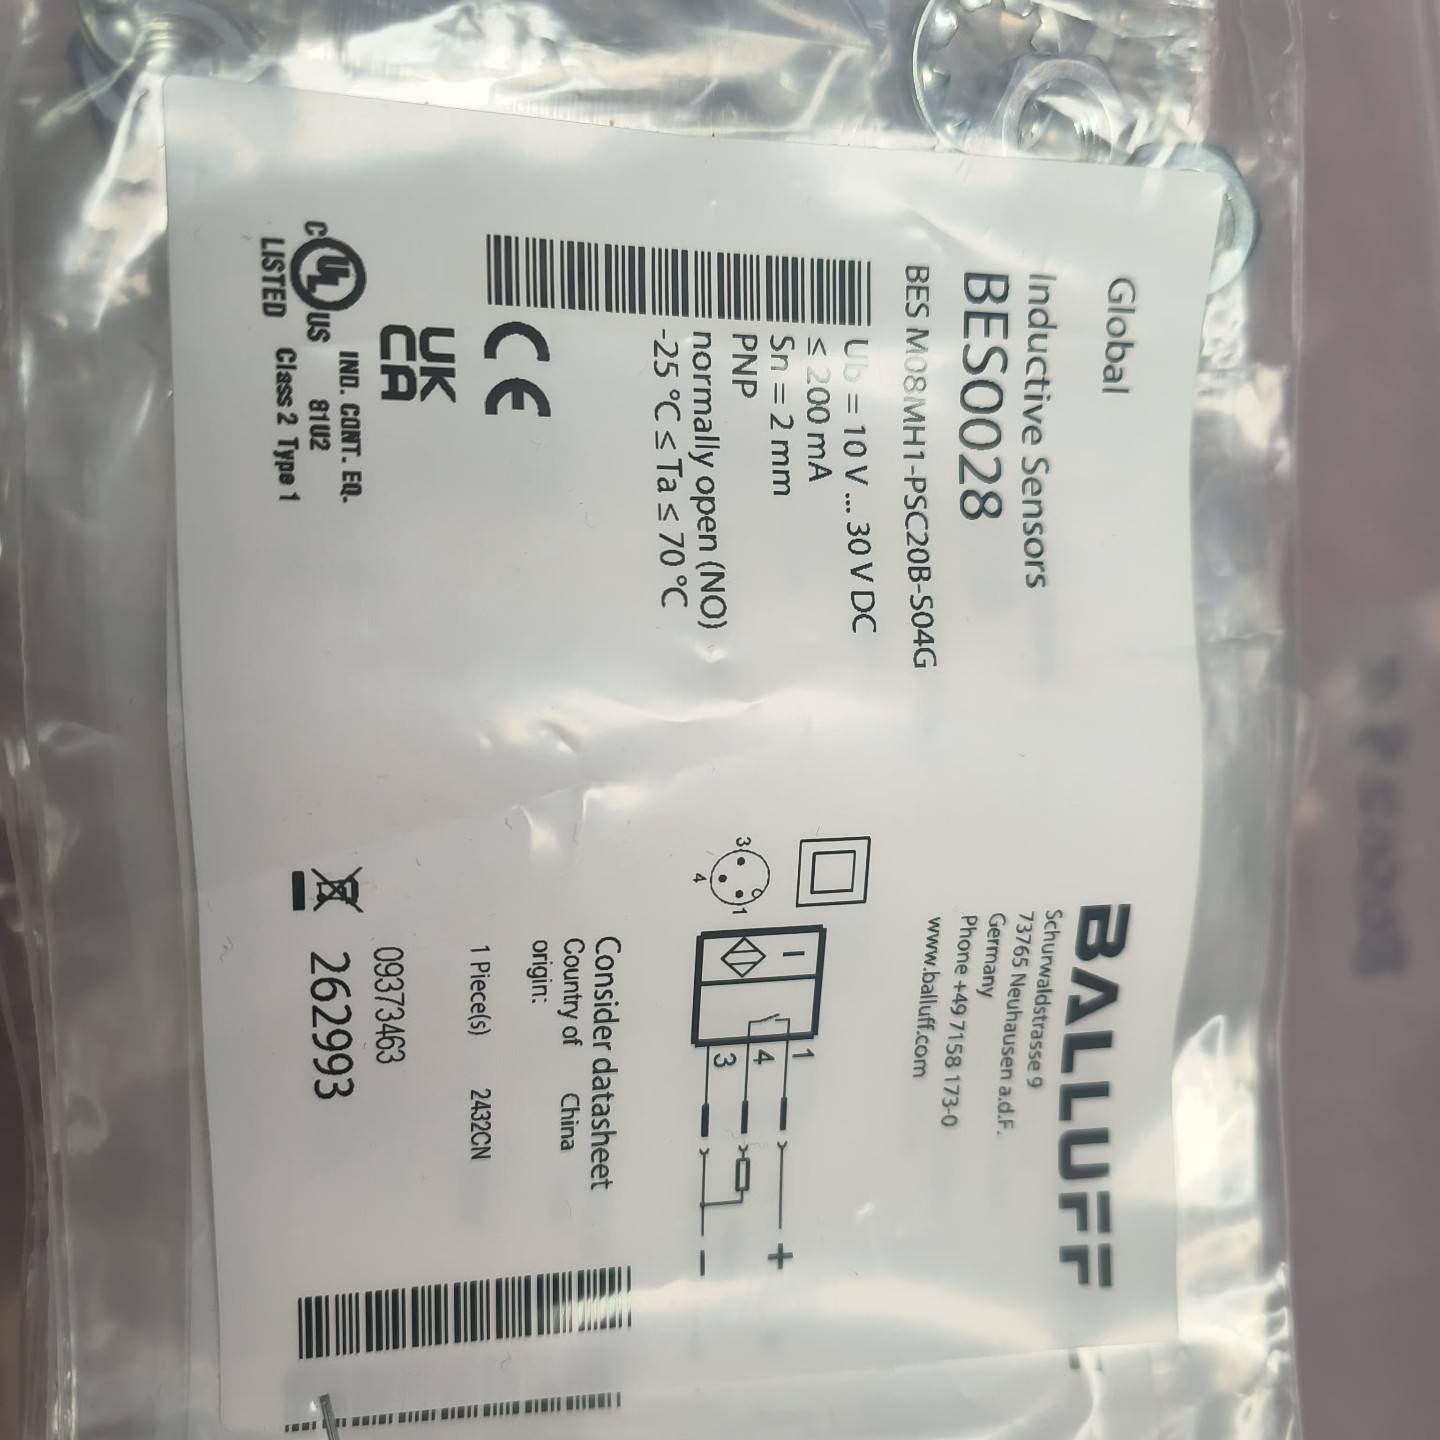 Global
Inductive Sensors
BES0028
BES M08MH1-PSC20B-S04G
Ub = 10 V ... 30 V DC
≤ 200 mA
Sn = 2 mm
PNP
normally open (NO)
-25 °C ≤ Ta ≤ 70 °C
CE
UK
CA
C UL US
LISTED
IND. CONT. EQ.
81U2
Class 2 Type 1
BALLUFF
Schurwaldstrasse 9
73765 Neuhausen a.d.F.
Germany
Phone +49 7158 173-0
www.balluff.com
3 1
4
1 +
4
3 -
Consider datasheet
Country of China
origin:
1 Piece(s) 2432CN
09373463
262993